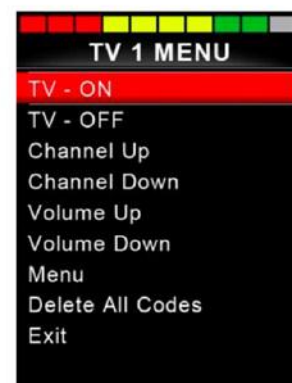 TV 1 MENU
TV - ON
TV - OFF
Channel Up
Channel Down
Volume Up
Volume Down
Menu
Delete All Codes
Exit